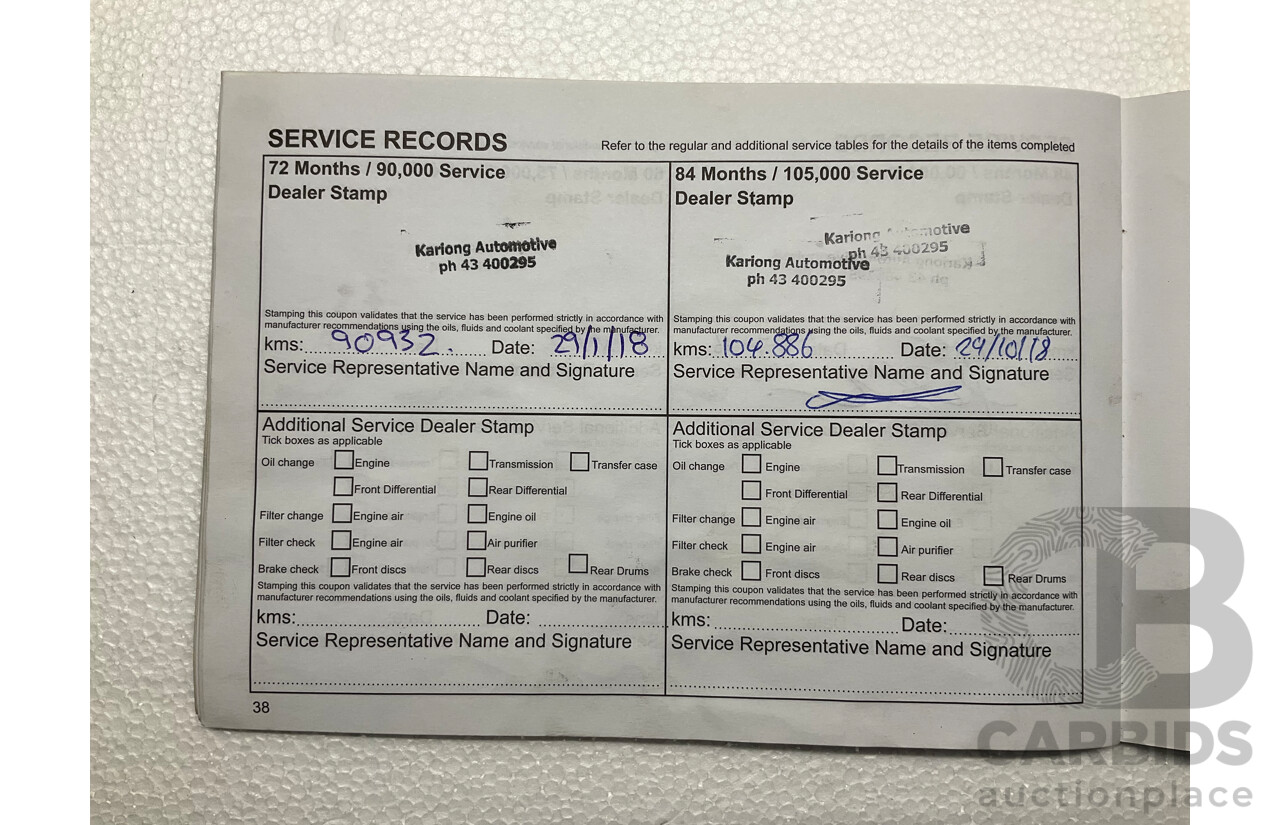 SERVICE RECORDS
Refer to the regular and additional service tables for the details of the items completed
72 Months / 90,000 Service
Dealer Stamp
Kariong Automotive
ph 43 400295
Stamping this coupon validates that the service has been performed strictly in accordance with
manufacturer recommendations using the oils, fluids and coolant specified by the manufacturer.
kms: 90932. Date: 29/1/18
Service Representative Name and Signature
Additional Service Dealer Stamp
Tick boxes as applicable
Oil change Engine Transmission Transfer case
Front Differential Rear Differential
Filter change Engine air Engine oil
Filter check Engine air Air purifier
Brake check Front discs Rear discs Rear Drums
Stamping this coupon validates that the service has been performed strictly in accordance with
manufacturer recommendations using the oils, fluids and coolant specified by the manufacturer.
kms: Date:
Service Representative Name and Signature
38
84 Months / 105,000 Service
Dealer Stamp
Kariong motive
ph 43 400295
Kariong Automotive
ph 43 400295
Stamping this coupon validates that the service has been performed strictly in accordance with
manufacturer recommendations using the oils, fluids and coolant specified by the manufacturer.
kms: 104.886 Date: 29/10/18
Service Representative Name and Signature
Additional Service Dealer Stamp
Tick boxes as applicable
Oil change Engine Transmission Transfer case
Front Differential Rear Differential
Filter change Engine air Engine oil
Filter check Engine air Air purifier
Brake check Front discs Rear discs Rear Drums
Stamping this coupon validates that the service has been performed strictly in accordance with
manufacturer recommendations using the oils, fluids and coolant specified by the manufacturer.
kms: Date:
Service Representative Name and Signature
CARBIDS
auctionplace